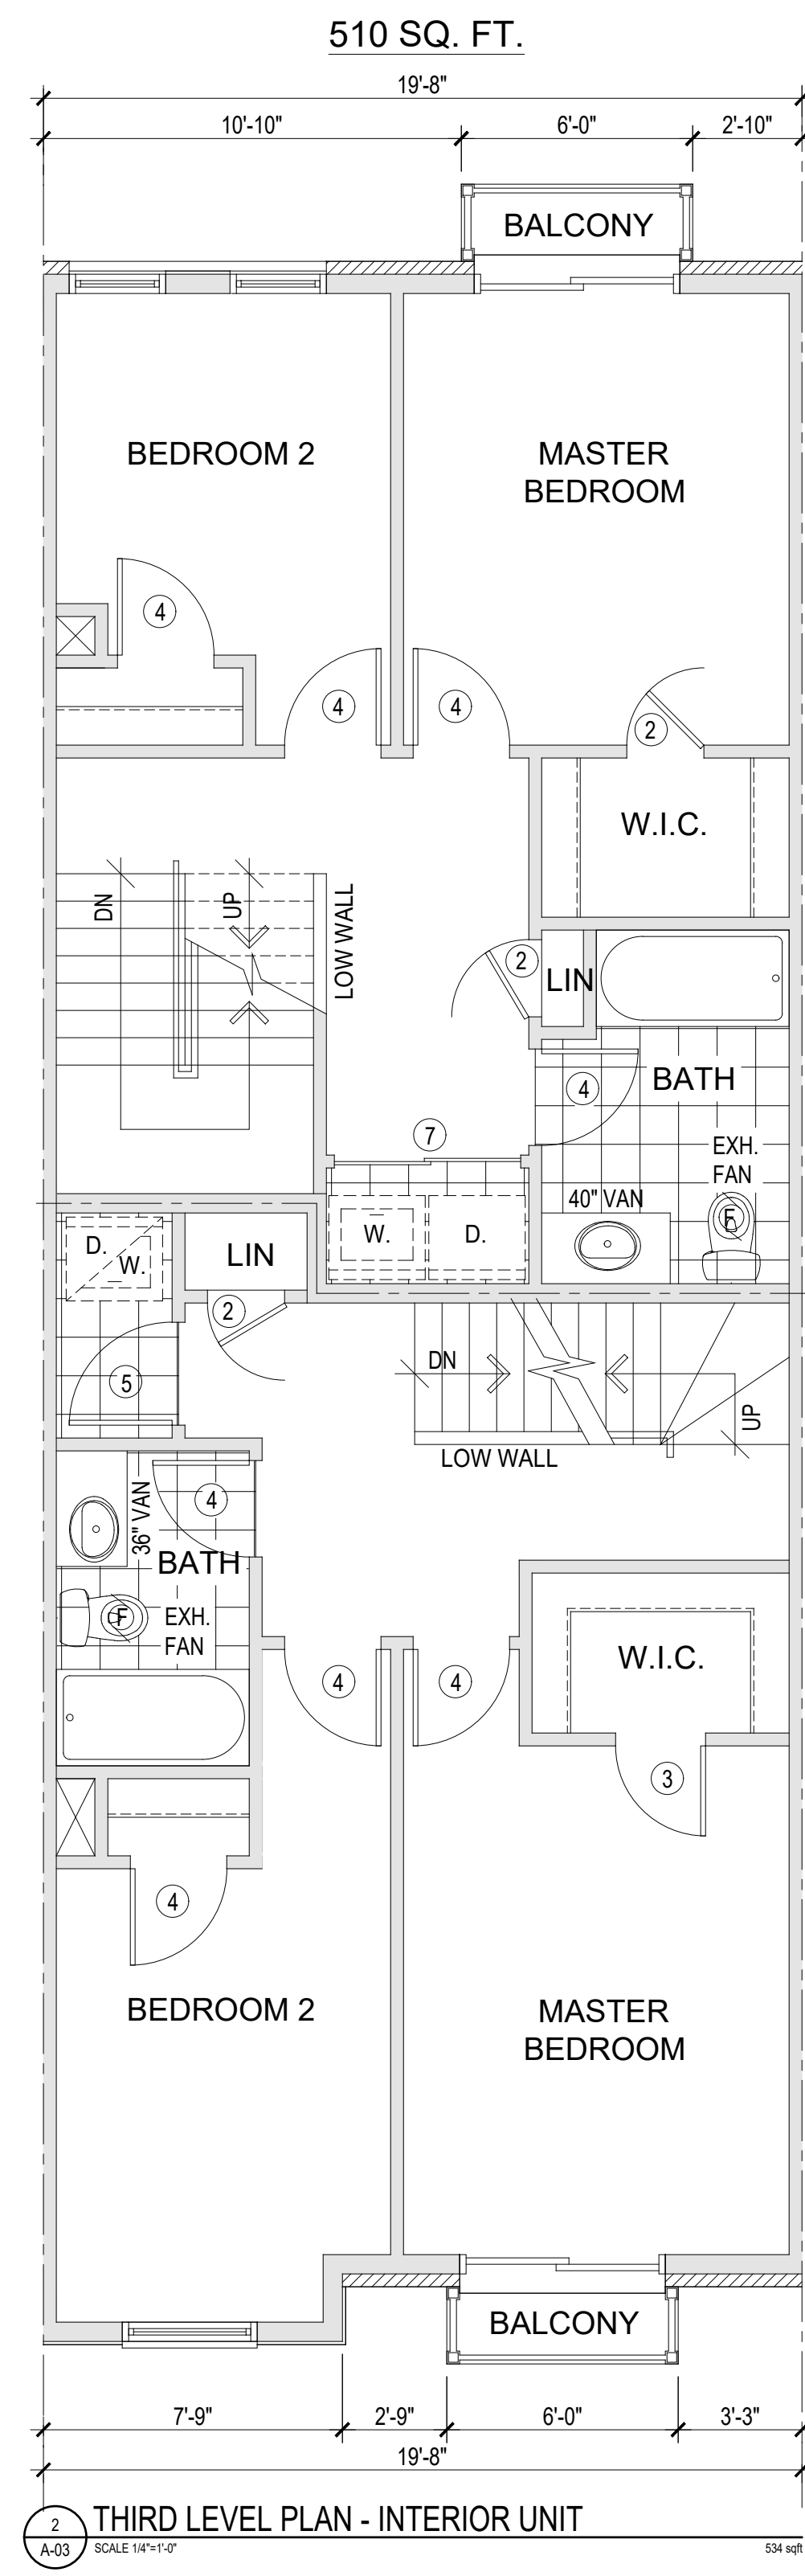 510 SQ. FT.
19'-8"
10'-10"
6'-0"
2'-10"
BALCONY
BEDROOM 2
MASTER
BEDROOM
4
4
4
2
W.I.C.
DN
UP
LOW WALL
2
LIN
4
BATH
7
EXH.
FAN
40" VAN
F
W.
D.
D.
W.
LIN
2
5
DN
UP
LOW WALL
36" VAN
4
BATH
F
EXH.
FAN
W.I.C.
4
4
3
4
BEDROOM 2
MASTER
BEDROOM
BALCONY
7'-9"
2'-9"
6'-0"
3'-3"
19'-8"
2
A-03
THIRD LEVEL PLAN - INTERIOR UNIT
SCALE 1/4"=1'-0"
534 sqft